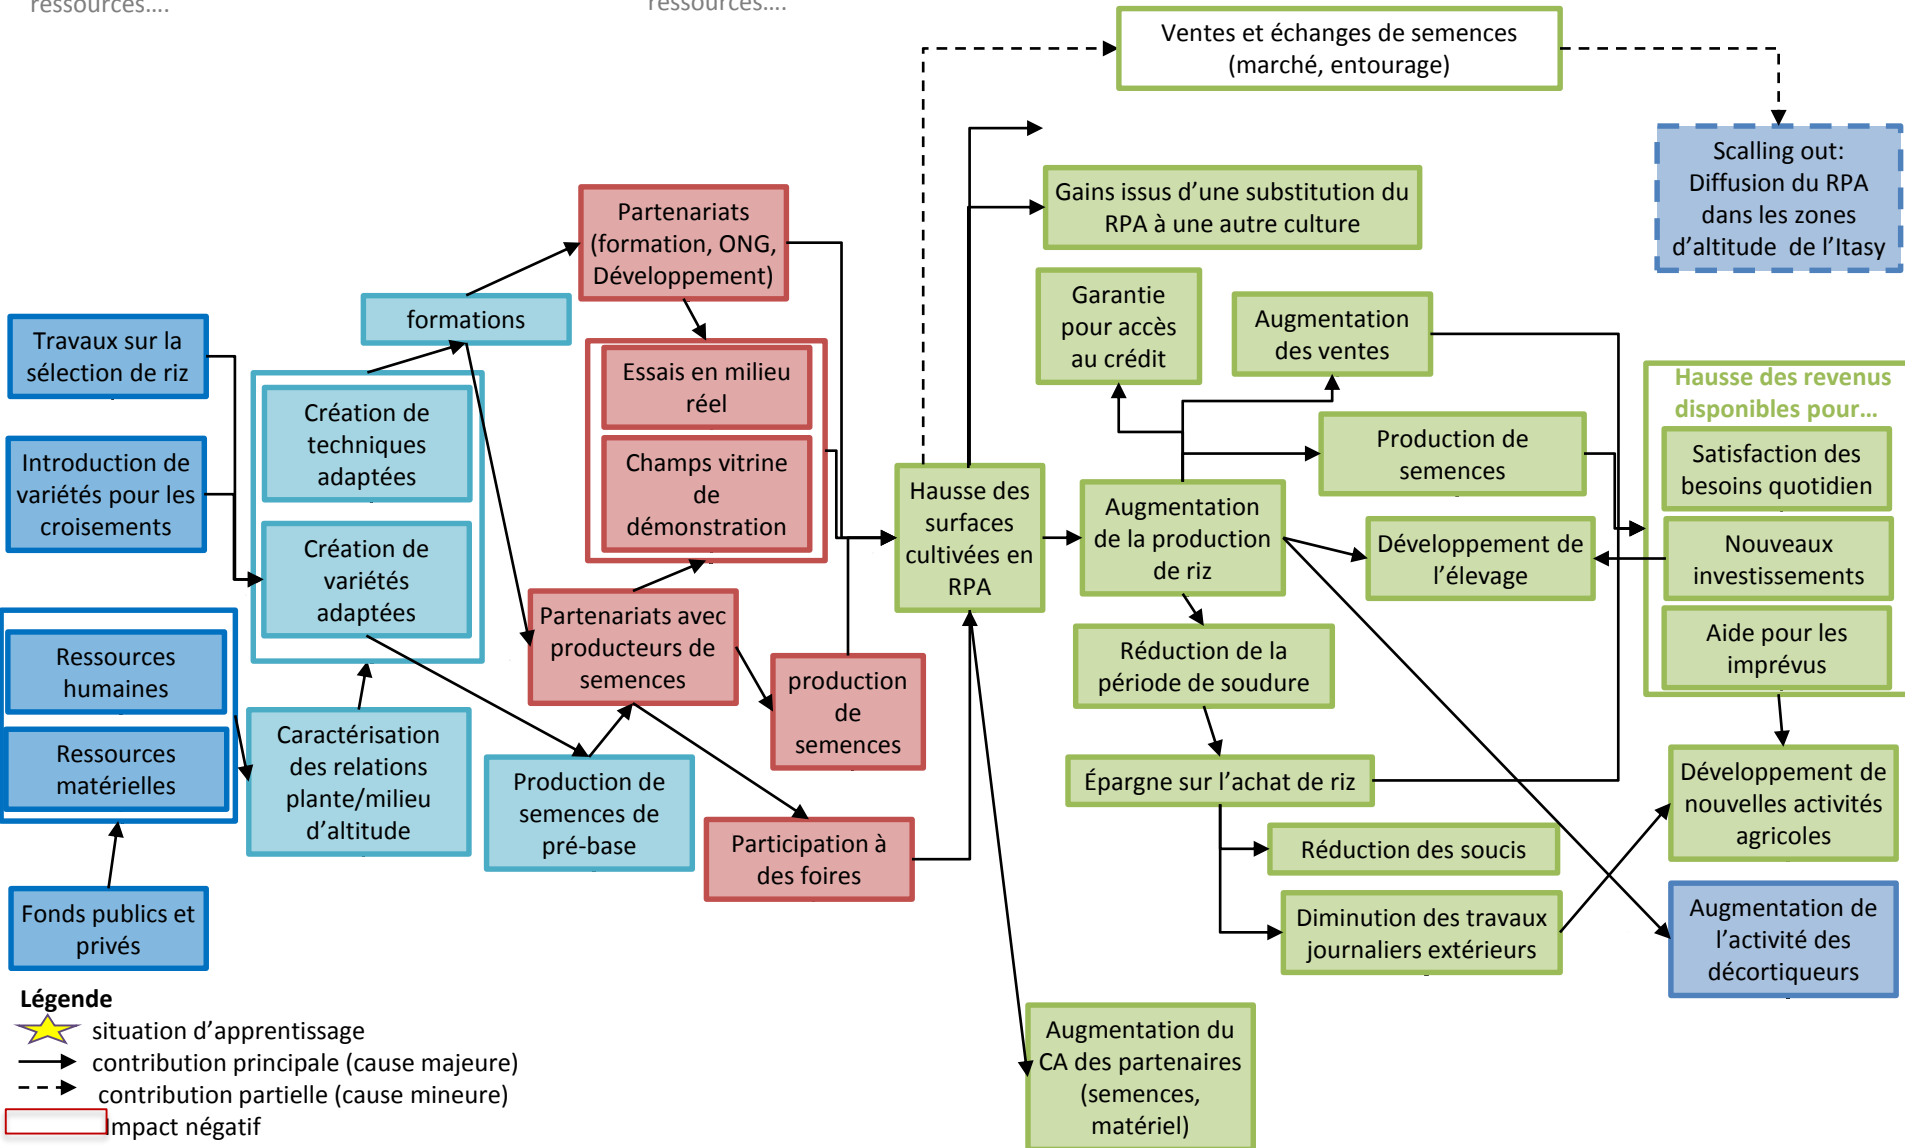 ressources....
ressources....
Ventes et échanges de semences
(marché, entourage)
Scalling out:
Diffusion du RPA
dans les zones
d'altitude de l'Itasy
Gains issus d'une substitution du
RPA à une autre culture
Partenariats
(formation, ONG,
Développement)
formations
Garantie
pour accès
au crédit
Augmentation
des ventes
Travaux sur la
sélection de riz
Essais en milieu
réel
Hausse des revenus
disponibles pour...
Création de
techniques
adaptées
Champs vitrine
de
démonstration
Production de
semences
Satisfaction des
besoins quotidien
Introduction de
variétés pour les
croisements
Hausse des
surfaces
cultivées en
RPA
Augmentation
de la production
de riz
Développement de
l'élevage
Nouveaux
investissements
Création de
variétés
adaptées
Partenariats avec
producteurs de
semences
Réduction de la
période de soudure
Aide pour les
imprévus
Ressources
humaines
Ressources
matérielles
Caractérisation
des relations
plante/milieu
d'altitude
production
de
semences
Production de
semences de
pré-base
Épargne sur l'achat de riz
Développement de
nouvelles activités
agricoles
Participation à
des foires
Réduction des soucis
Fonds publics et
privés
Diminution des travaux
journaliers extérieurs
Augmentation de
l'activité des
décortiqueurs
Augmentation du
CA des partenaires
(semences,
matériel)
Légende
situation d'apprentissage
contribution principale (cause majeure)
contribution partielle (cause mineure)
Impact négatif